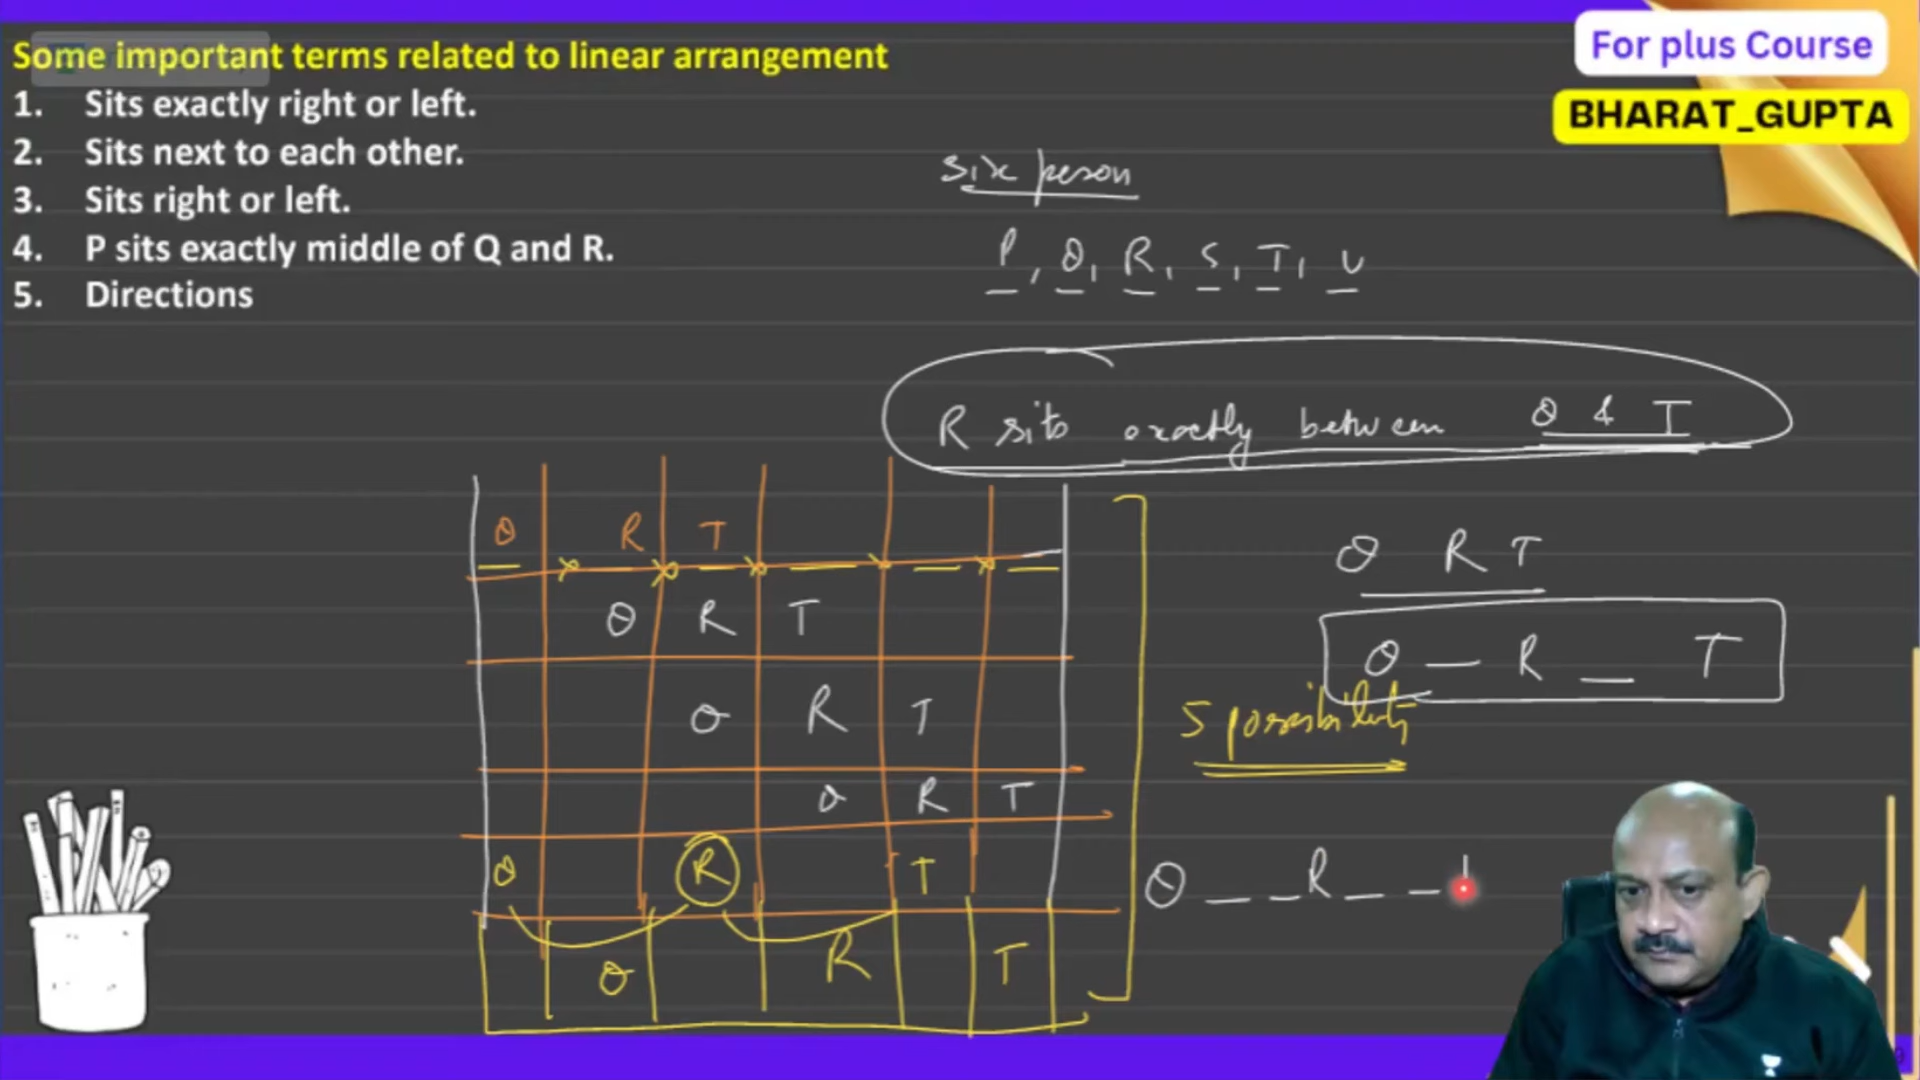 Some important terms related to linear arrangement
1. Sits exactly right or left.
2. Sits next to each other.
3. Sits right or left.
4. P sits exactly middle of Q and R.
5. Directions
For plus Course
BHARAT_GUPTA
six person
P, Q, R, S, T, U
R sits exactly between Q & T
Q R T
Q R T
Q R T
Q R T
Q R T
Q R T
Q R T
Q — R — T
5 possibilit
Q _ _ R _ _